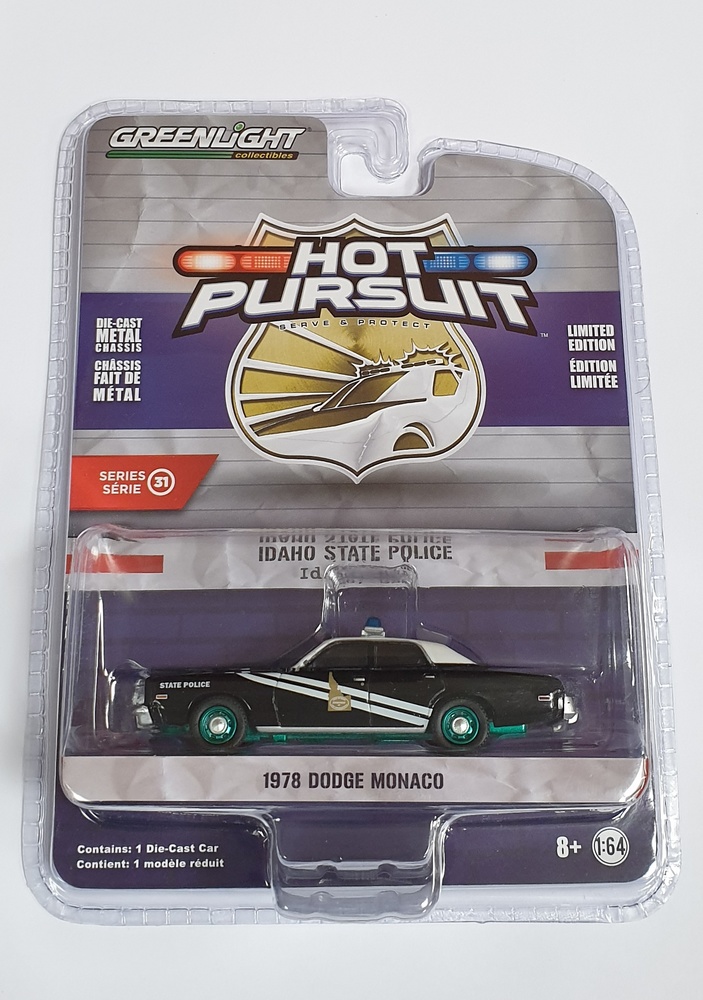 GREENLiGHT
collectibles
HOT
PURSUIT
SERVE & PROTECT
DIE-CAST
METAL
CHASSIS
CHÂSSIS
FAIT DE
MÉTAL
LIMITED
EDITION
ÉDITION
LIMITÉE
SERIES
SÉRIE 31
IDAHO STATE POLICE
STATE POLICE
1978 DODGE MONACO
Contains: 1 Die-Cast Car
Contient: 1 modèle réduit
8+ 1:64